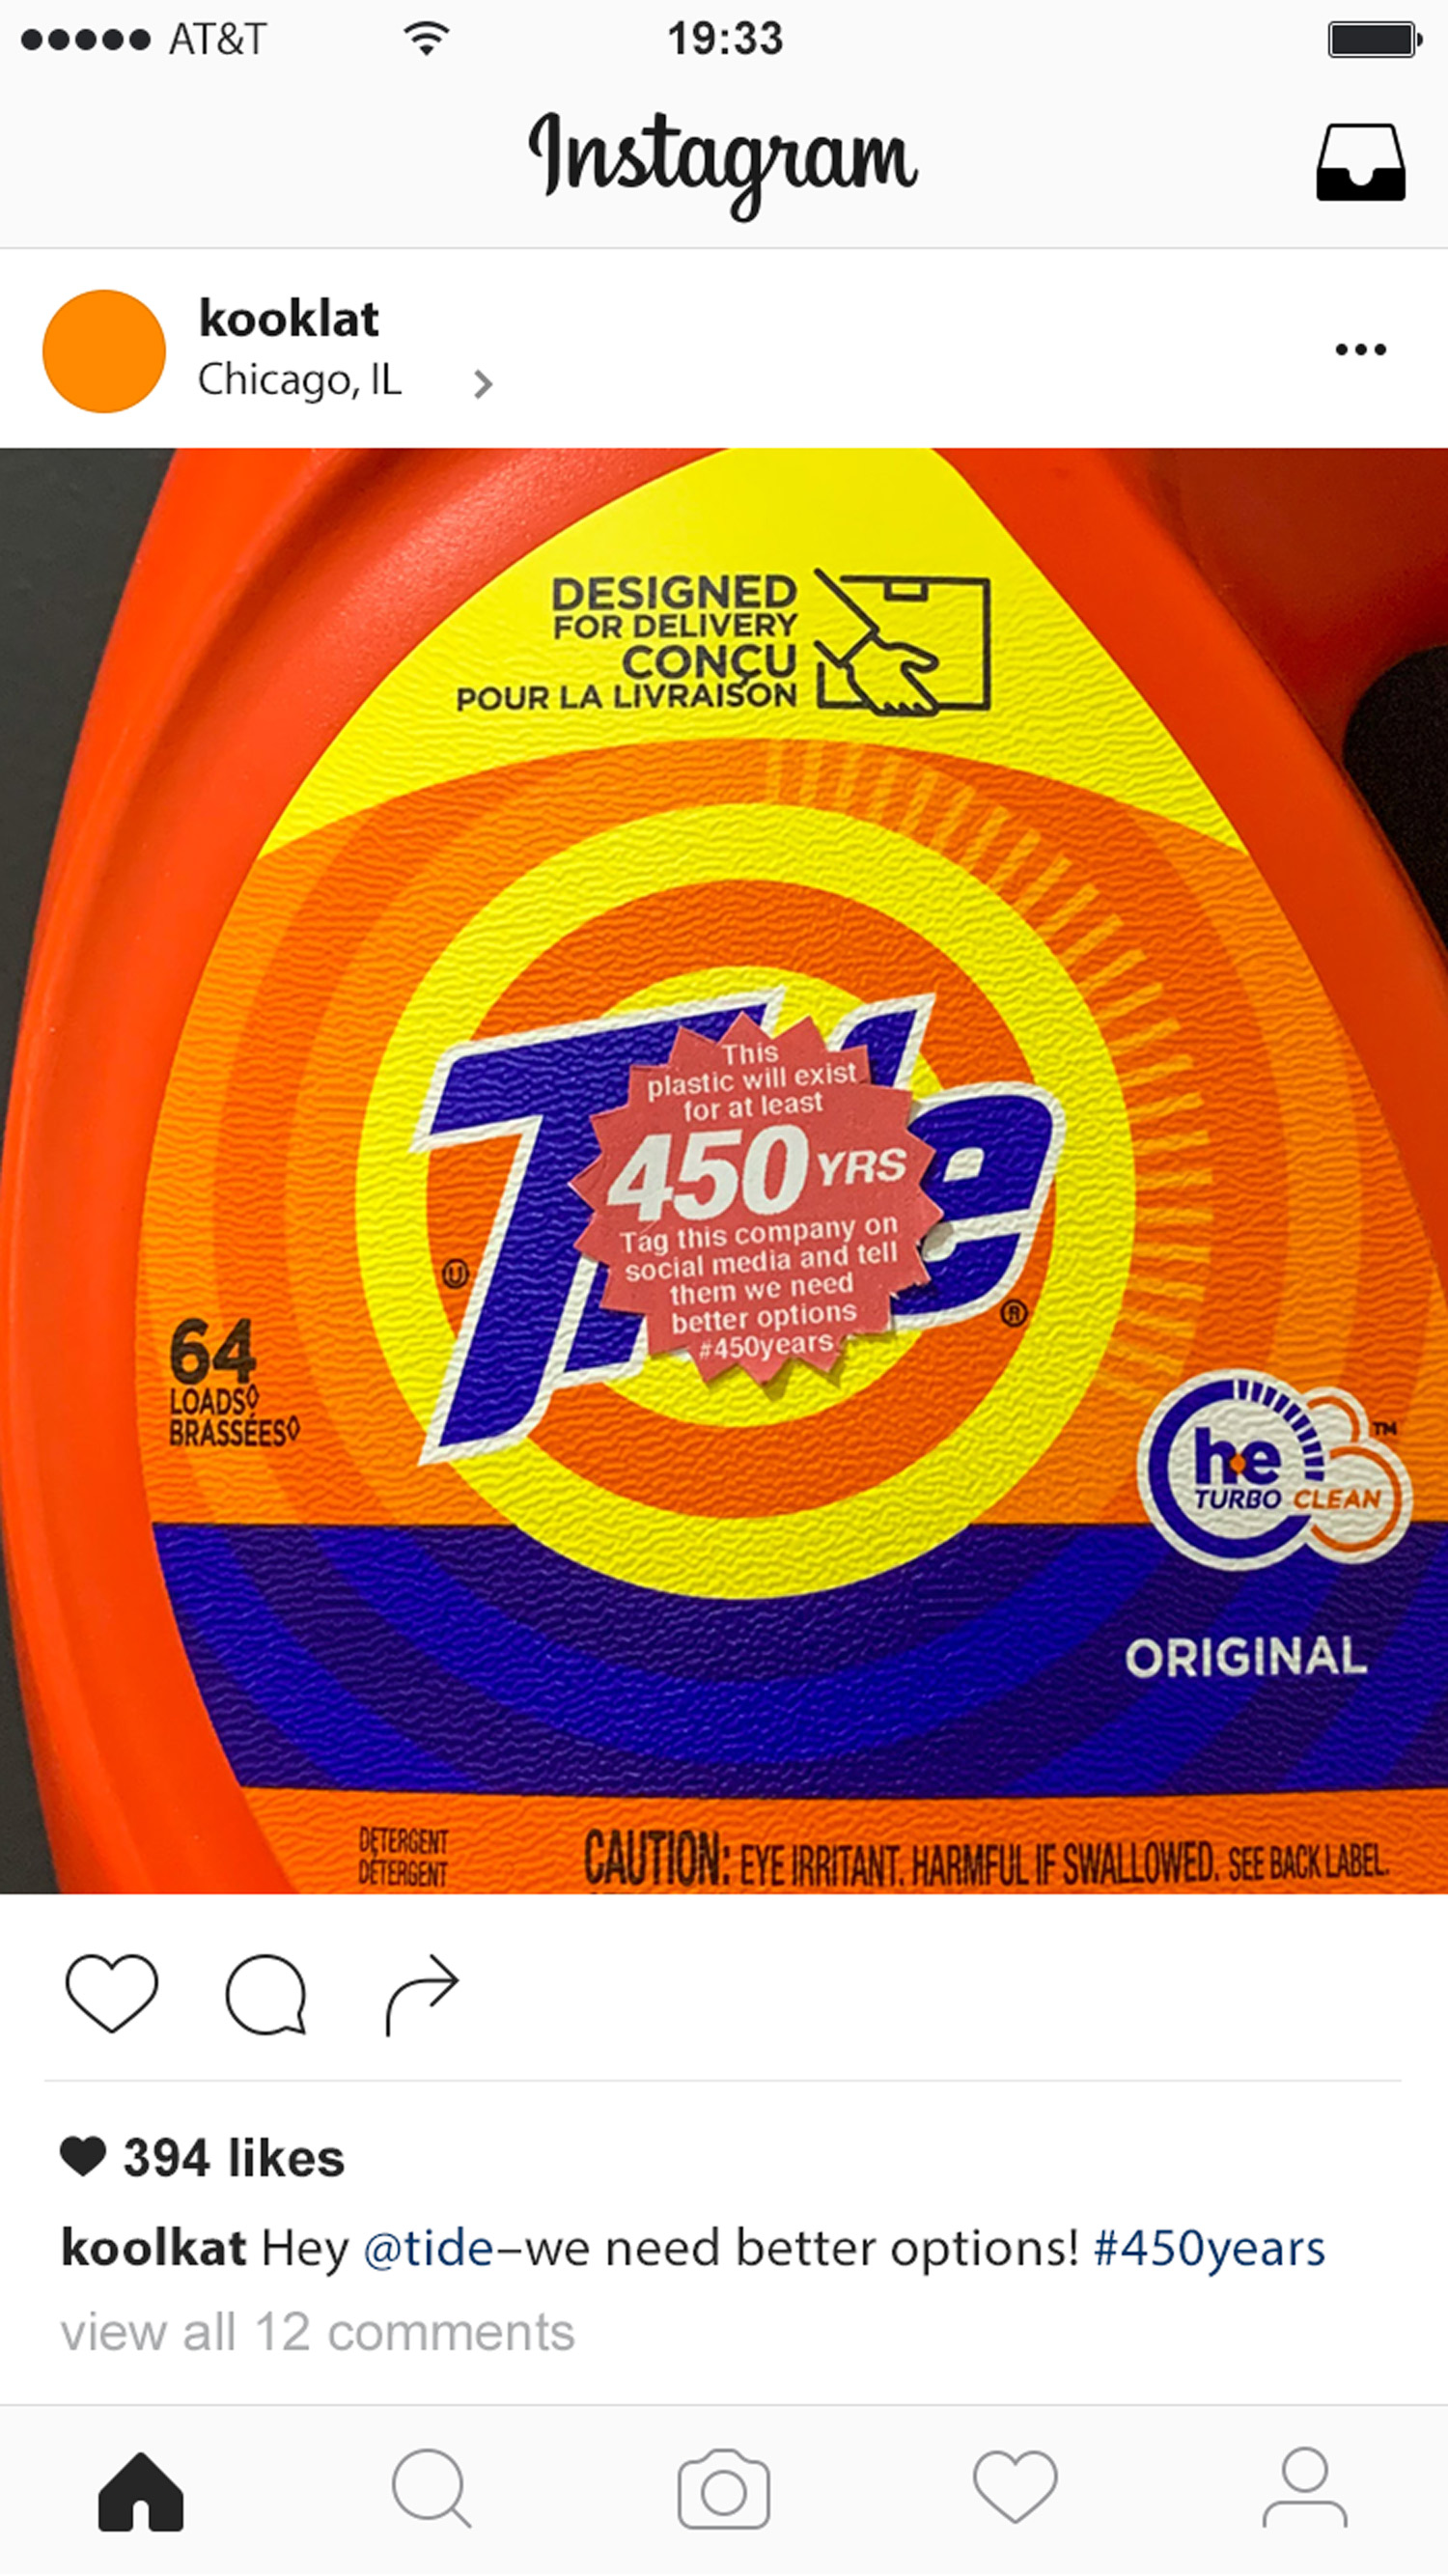 AT&T 19:33
Instagram
kooklat
Chicago, IL
DESIGNED
FOR DELIVERY
CONÇU
POUR LA LIVRAISON
This
plastic will exist
for at least
450 YRS
Tag this company on
social media and tell
them we need
better options
#450years
U
®
64
LOADS◊
BRASSÉES◊
he
TURBO CLEAN™
ORIGINAL
DETERGENT
DÉTERGENT
CAUTION: EYE IRRITANT. HARMFUL IF SWALLOWED. SEE BACK LABEL.
394 likes
koolkat Hey @tide–we need better options! #450years
view all 12 comments